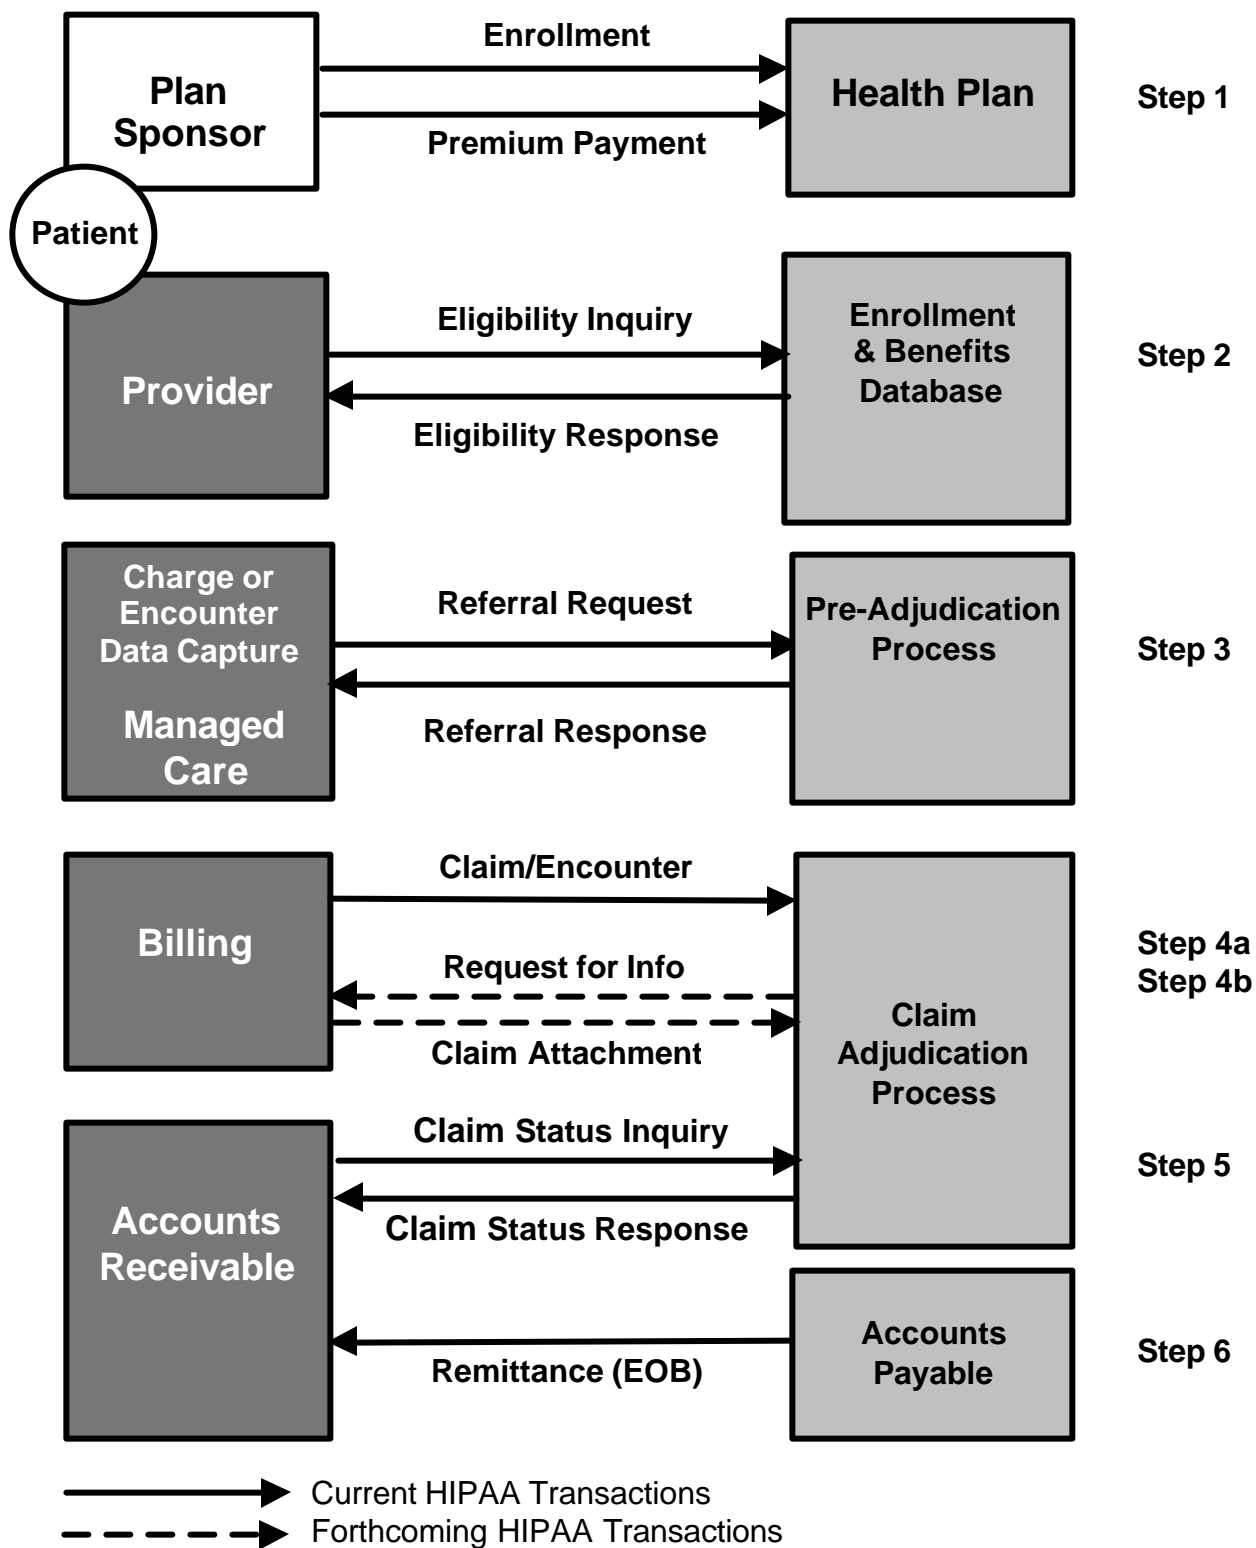 Enrollment
Plan
Sponsor
Health Plan
Step 1
Premium Payment
Patient
Eligibility Inquiry
Provider
Enrollment
& Benefits
Database
Step 2
Eligibility Response
Charge or
Encounter
Data Capture
Managed
Care
Referral Request
Pre-Adjudication
Process
Step 3
Referral Response
Claim/Encounter
Billing
Request for Info
Claim Attachment
Claim
Adjudication
Process
Step 4a
Step 4b
Claim Status Inquiry
Accounts
Receivable
Claim Status Response
Step 5
Remittance (EOB)
Accounts
Payable
Step 6
Current HIPAA Transactions
Forthcoming HIPAA Transactions